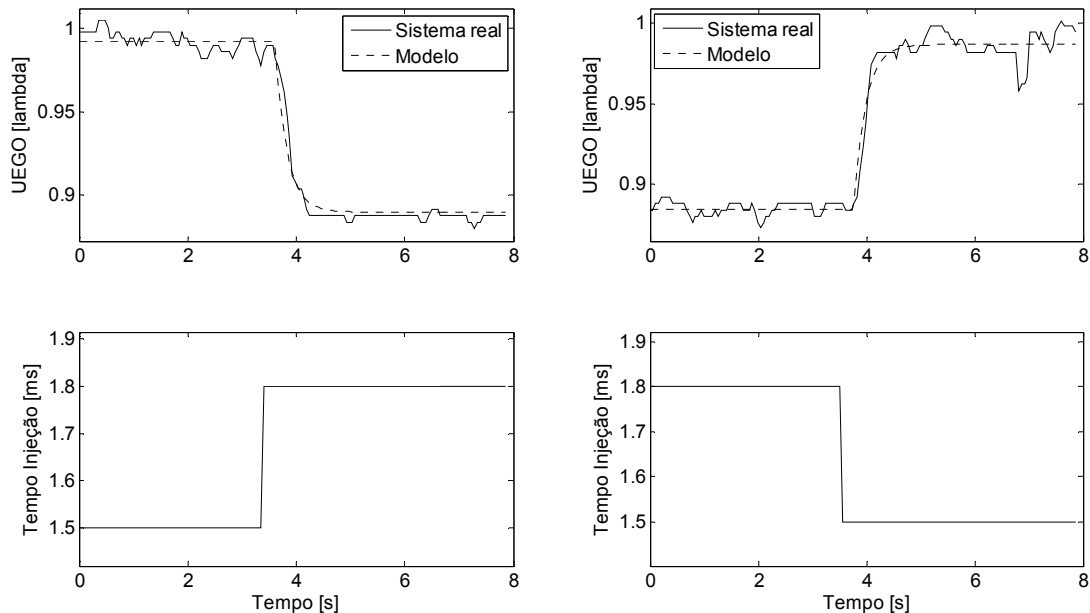 1
0.95
0.9
UEGO [lambda]
Sistema real
Modelo
0 2 4 6 8
1
0.95
0.9
UEGO [lambda]
Sistema real
Modelo
0 2 4 6 8
1.9
1.8
1.7
1.6
1.5
Tempo Injeção [ms]
0 2 4 6 8
Tempo [s]
1.9
1.8
1.7
1.6
1.5
Tempo Injeção [ms]
0 2 4 6 8
Tempo [s]